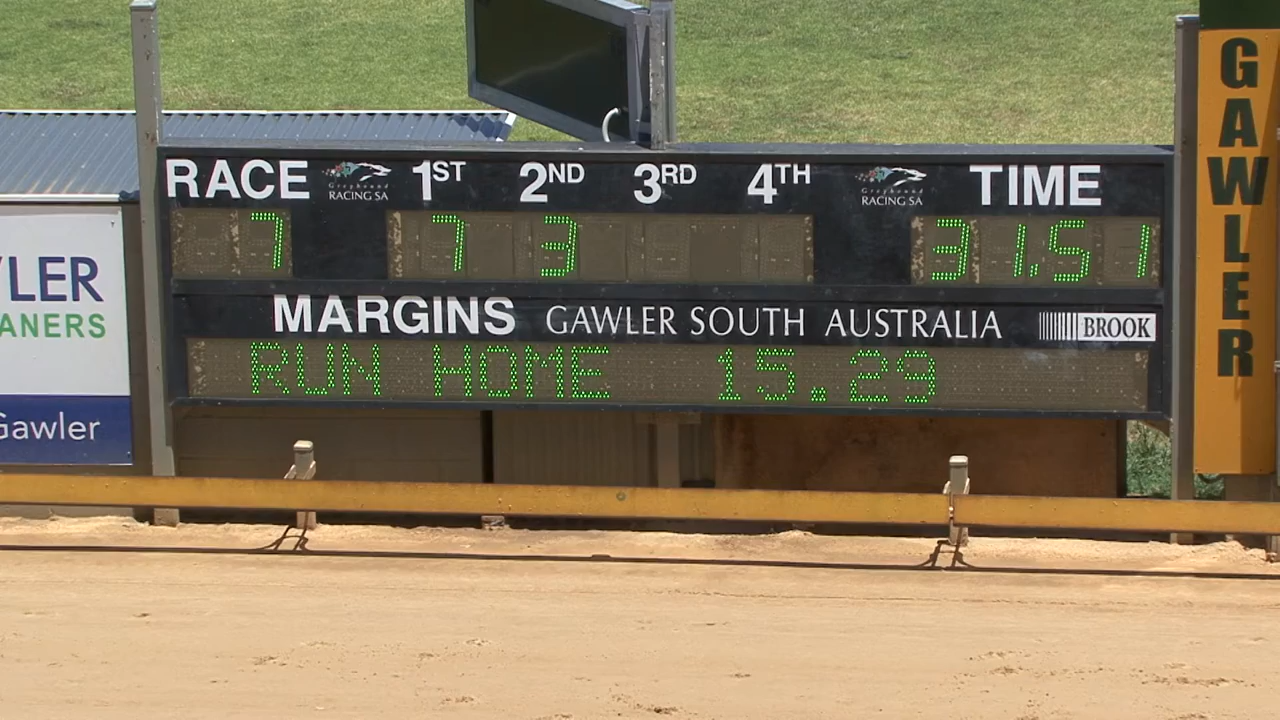 RACE
Greyhound
RACING SA
1ST 2ND 3RD 4TH
Greyhound
RACING SA
TIME
7 7 3 31.51
MARGINS GAWLER SOUTH AUSTRALIA BROOK
RUN HOME 15.29
GAWLER
LER
ANERS
Gawler